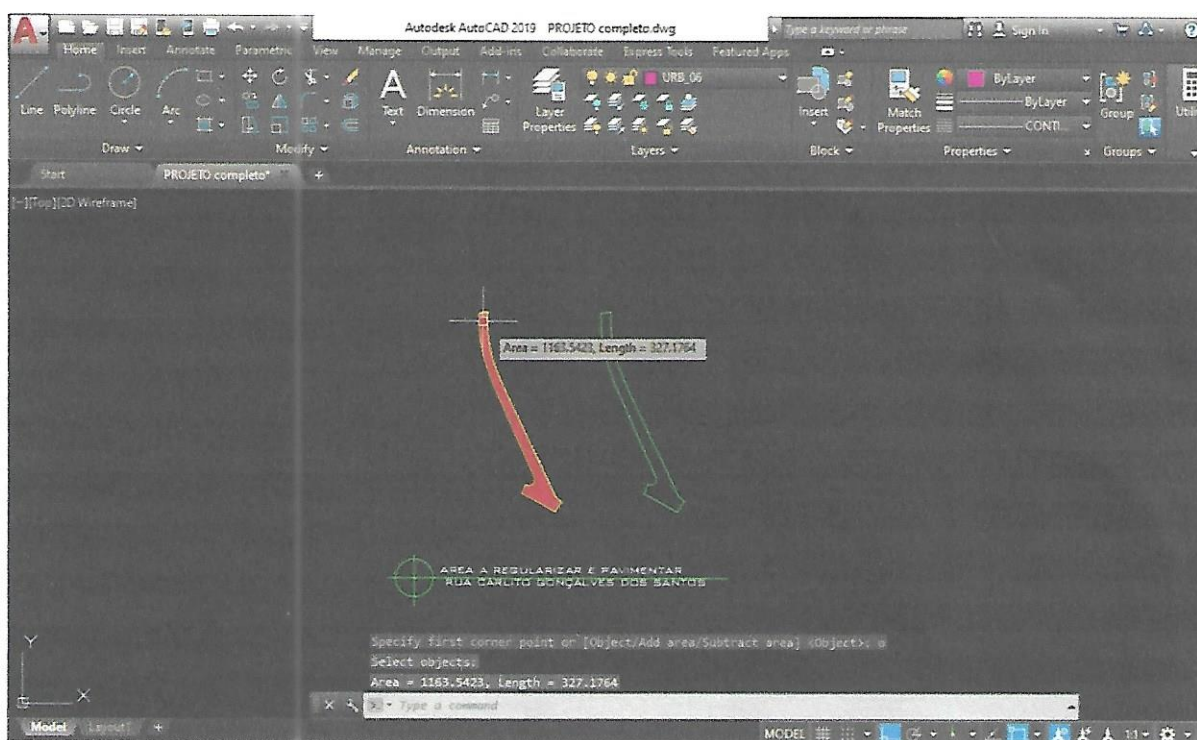 Autodesk AutoCAD 2019 PROJETO completo.dwg
Type a keyword or phrase
Sign In
Home Insert Annotate Parametric View Manage Output Add-ins Collaborate Express Tools Featured Apps
Line Polyline Circle Arc
Text Dimension
Layer Properties
URB_06
Insert
Match Properties
ByLayer
ByLayer
CONTI...
Group
Utili
Draw Modify Annotation Layers Block Properties Groups
Start PROJETO completo* +
[-][Top][2D Wireframe]
Area = 1163.5423, Length = 327.1764
AREA A REGULARIZAR E PAVIMENTAR
RUA CARLITO GONÇALVES DOS SANTOS
Specify first corner point or [Object/Add area/Subtract area] <Object>: o
Select objects:
Area = 1163.5423, Length = 327.1764
Type a command
Y
X
Model Layout1 +
MODEL 1:1